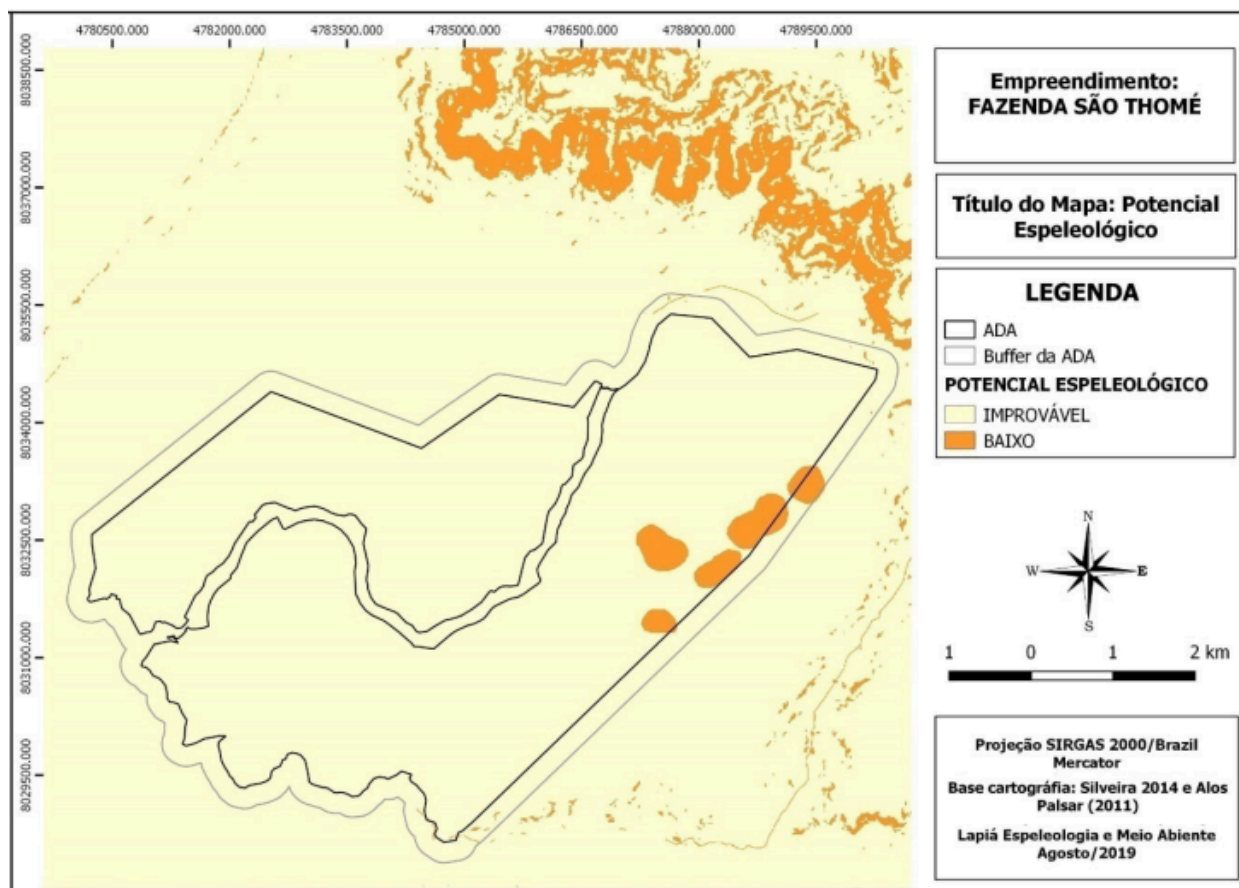 4780500.000 4782000.000 4783500.000 4785000.000 4786500.000 4788000.000 4789500.000
8038500.000
8037000.000
8035500.000
8034000.000
8032500.000
8031000.000
8029500.000
Empreendimento:
FAZENDA SÃO THOMÉ
Título do Mapa: Potencial
Espeleológico
LEGENDA
ADA
Buffer da ADA
POTENCIAL ESPELEOLÓGICO
IMPROVÁVEL
BAIXO
N
W E
S
1 0 1 2 km
Projeção SIRGAS 2000/Brazil
Mercator
Base cartográfia: Silveira 2014 e Alos
Palsar (2011)
Lapiá Espeleologia e Meio Abiente
Agosto/2019